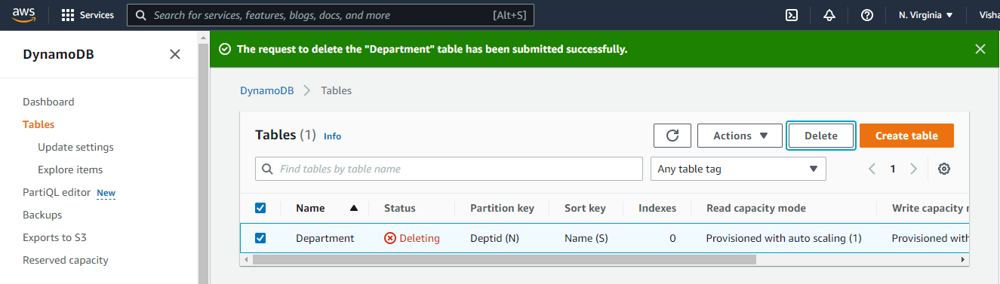 aws Services Search for services, features, blogs, docs, and more [Alt+S] N. Virginia Visha
DynamoDB
The request to delete the "Department" table has been submitted successfully.
DynamoDB Tables
Dashboard
Tables
Update settings
Explore items
PartiQL editor New
Backups
Exports to S3
Reserved capacity
Tables (1) Info Actions Delete Create table
Find tables by table name Any table tag 1
Name Status Partition key Sort key Indexes Read capacity mode Write capacity
Department Deleting Deptid (N) Name (S) 0 Provisioned with auto scaling (1) Provisioned with